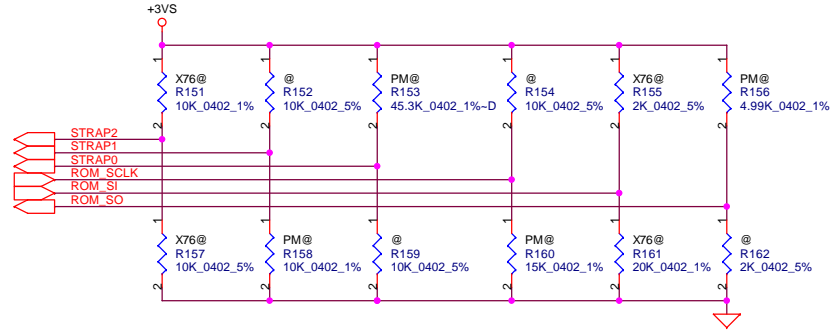 +3VS
1 1 1 1 1 1
X76@ @ PM@ @ X76@ PM@
R151 R152 R153 R154 R155 R156
10K_0402_1% 10K_0402_5% 45.3K_0402_1%~D 10K_0402_5% 2K_0402_5% 4.99K_0402_1%
2 2 2 2 2 2
STRAP2
STRAP1
STRAP0
ROM_SCLK
ROM_SI
ROM_SO
1 1 1 1 1 1
X76@ PM@ @ PM@ X76@ @
R157 R158 R159 R160 R161 R162
10K_0402_5% 10K_0402_1% 10K_0402_5% 15K_0402_1% 20K_0402_1% 2K_0402_5%
2 2 2 2 2 2